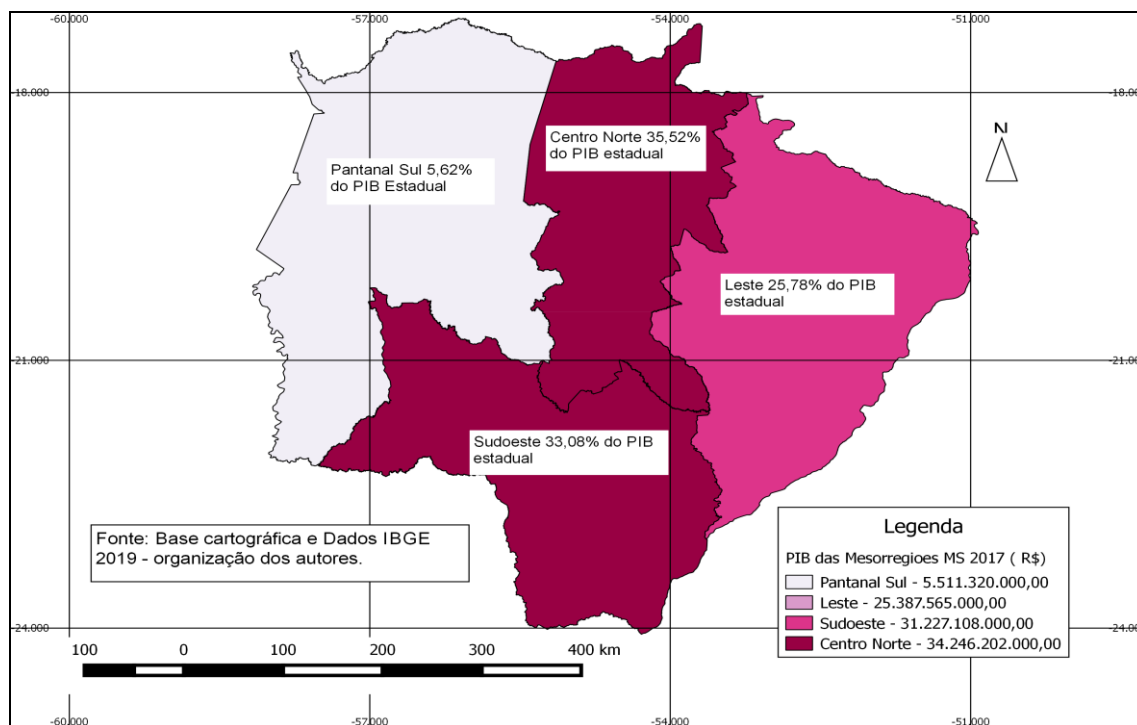 -60.000 -57.000 -54.000 -51.000
-18.000 -18.000
N
Centro Norte 35,52%
do PIB estadual
Pantanal Sul 5,62%
do PIB Estadual
Leste 25,78% do PIB
estadual
-21.000 -21.000
Sudoeste 33,08% do PIB
estadual
Fonte: Base cartográfica e Dados IBGE
2019 - organização dos autores.
Legenda
PIB das Mesorregioes MS 2017 ( R$)
Pantanal Sul - 5.511.320.000,00
Leste - 25.387.565.000,00
Sudoeste - 31.227.108.000,00
Centro Norte - 34.246.202.000,00
-24.000 -24.000
100 0 100 200 300 400 km
-60.000 -57.000 -54.000 -51.000